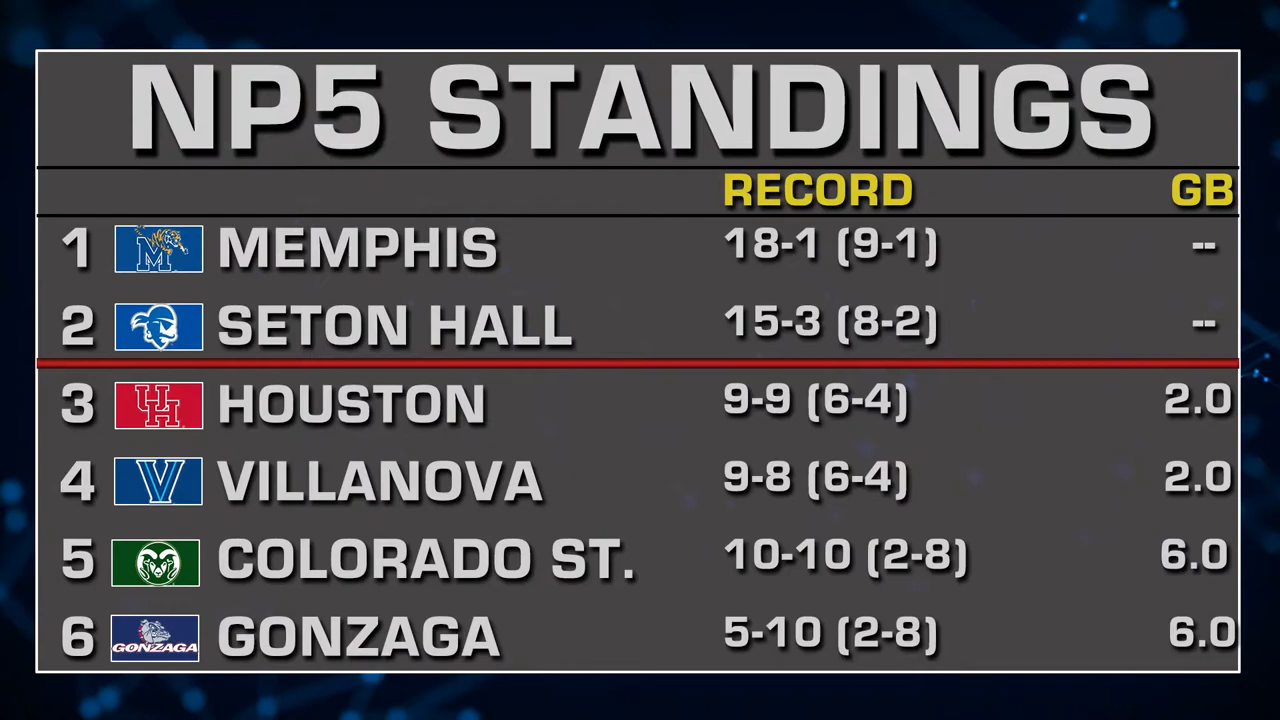 NP5 STANDINGS
RECORD GB
1 M MEMPHIS 18-1 (9-1) --
2 SETON HALL 15-3 (8-2) --
3 UH HOUSTON 9-9 (6-4) 2.0
4 V VILLANOVA 9-8 (6-4) 2.0
5 COLORADO ST. 10-10 (2-8) 6.0
6 GONZAGA GONZAGA 5-10 (2-8) 6.0